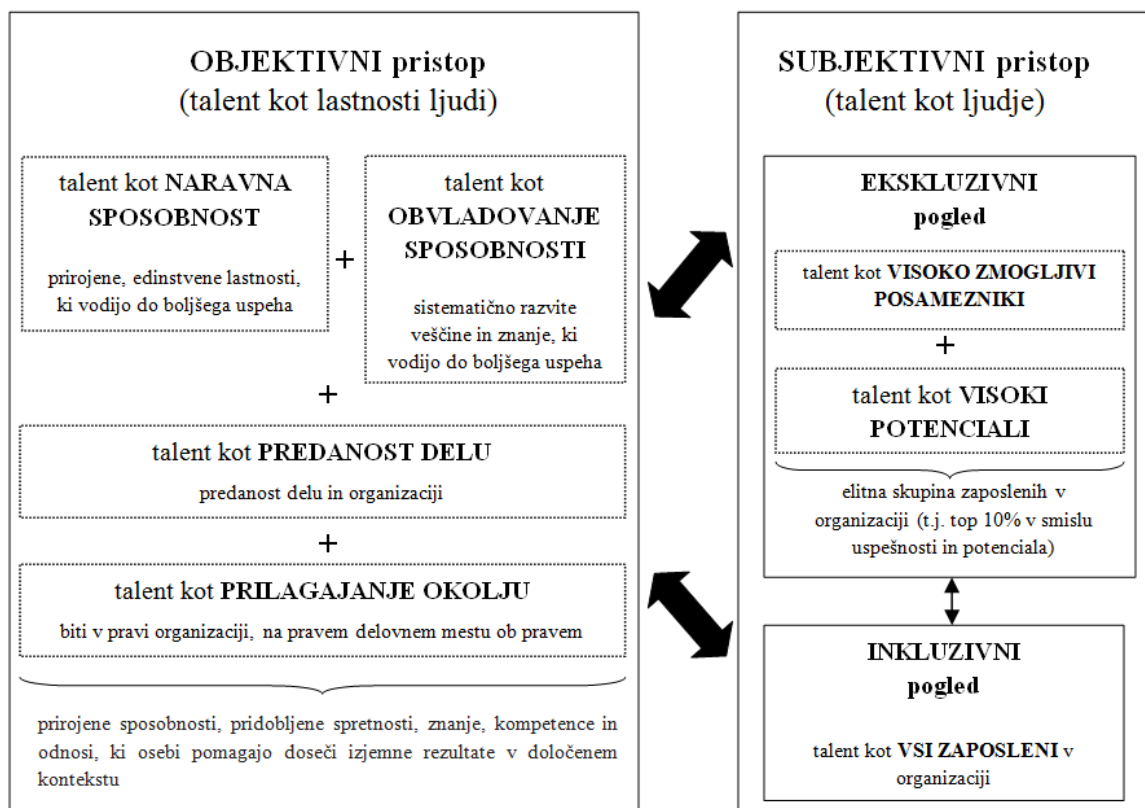 OBJEKTIVNI pristop
(talent kot lastnosti ljudi)
talent kot NARAVNA
SPOSOBNOST
prirojene, edinstvene lastnosti,
ki vodijo do boljšega uspeha
+
talent kot
OBVLADOVANJE
SPOSOBNOSTI
sistematično razvite
veščine in znanje, ki
vodijo do boljšega uspeha
+
talent kot PREDANOST DELU
predanost delu in organizaciji
+
talent kot PRILAGAJANJE OKOLJU
biti v pravi organizaciji, na pravem delovnem mestu ob pravem
prirojene sposobnosti, pridobljene spretnosti, znanje, kompetence in
odnosi, ki osebi pomagajo doseči izjemne rezultate v določenem
kontekstu
SUBJEKTIVNI pristop
(talent kot ljudje)
EKSKLUZIVNI
pogled
talent kot VISOKO ZMOGLJIVI
POSAMEZNIKI
+
talent kot VISOKI
POTENCIALI
elitna skupina zaposlenih v
organizaciji (t.j. top 10% v smislu
uspešnosti in potenciala)
INKLUZIVNI
pogled
talent kot VSI ZAPOSLENI v
organizaciji